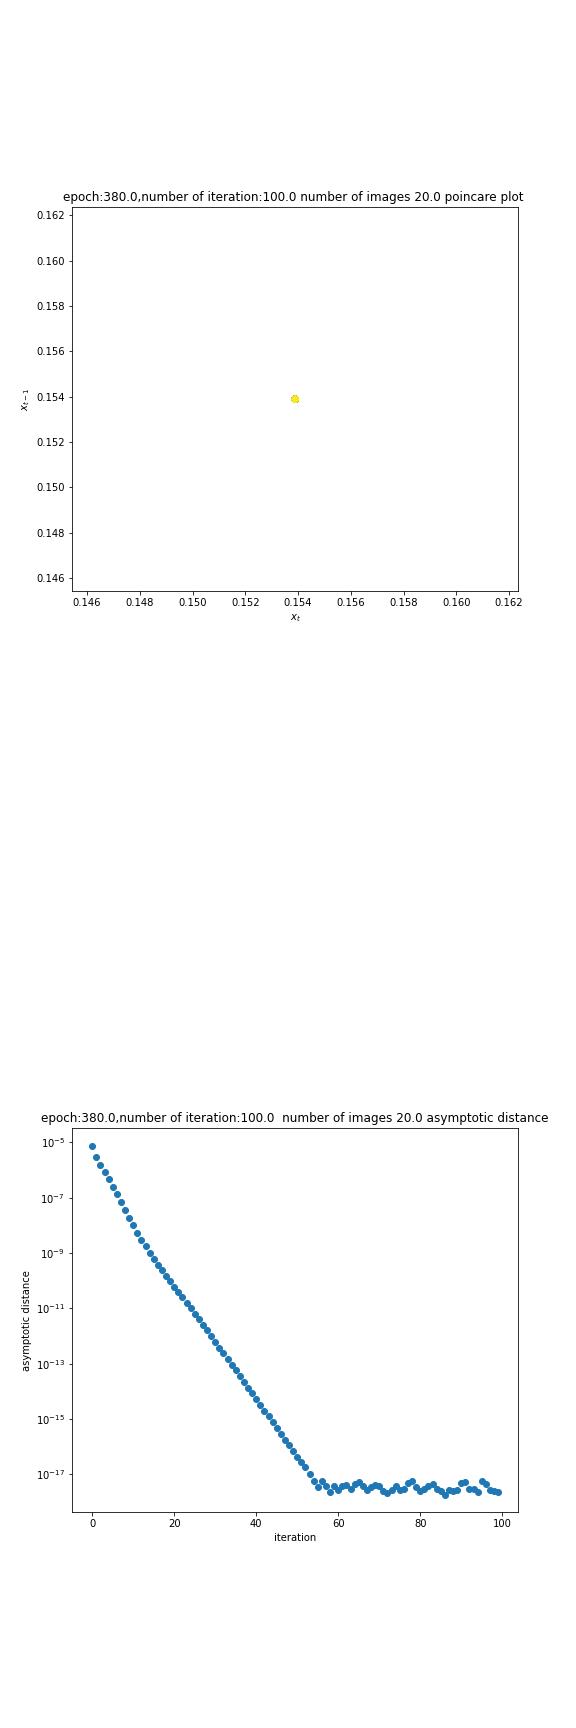 epoch:380.0,number of iteration:100.0 number of images 20.0 poincare plot
0.162
0.160
0.158
0.156
0.154
0.152
0.150
0.148
0.146
x_{t-1}
0.146 0.148 0.150 0.152 0.154 0.156 0.158 0.160 0.162
x_t
epoch:380.0,number of iteration:100.0  number of images 20.0 asymptotic distance
10^{-5}
10^{-7}
10^{-9}
10^{-11}
10^{-13}
10^{-15}
10^{-17}
asymptotic distance
0 20 40 60 80 100
iteration